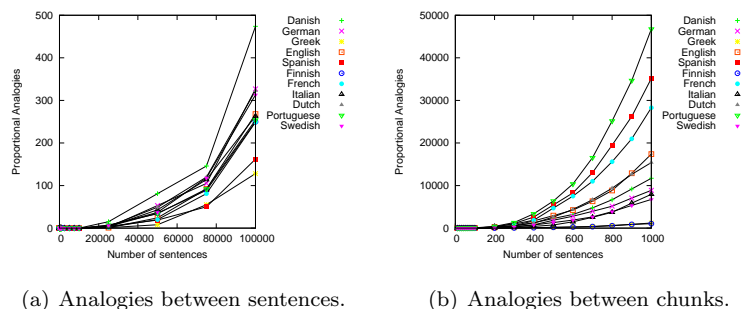 500
400
300
200
100
0
Proportional Analogies
0 20000 40000 60000 80000 100000
Number of sentences
Danish
German
Greek
English
Spanish
Finnish
French
Italian
Dutch
Portuguese
Swedish
(a) Analogies between sentences.
50000
40000
30000
20000
10000
0
Proportional Analogies
0 200 400 600 800 1000
Number of sentences
Danish
German
Greek
English
Spanish
Finnish
French
Italian
Dutch
Portuguese
Swedish
(b) Analogies between chunks.